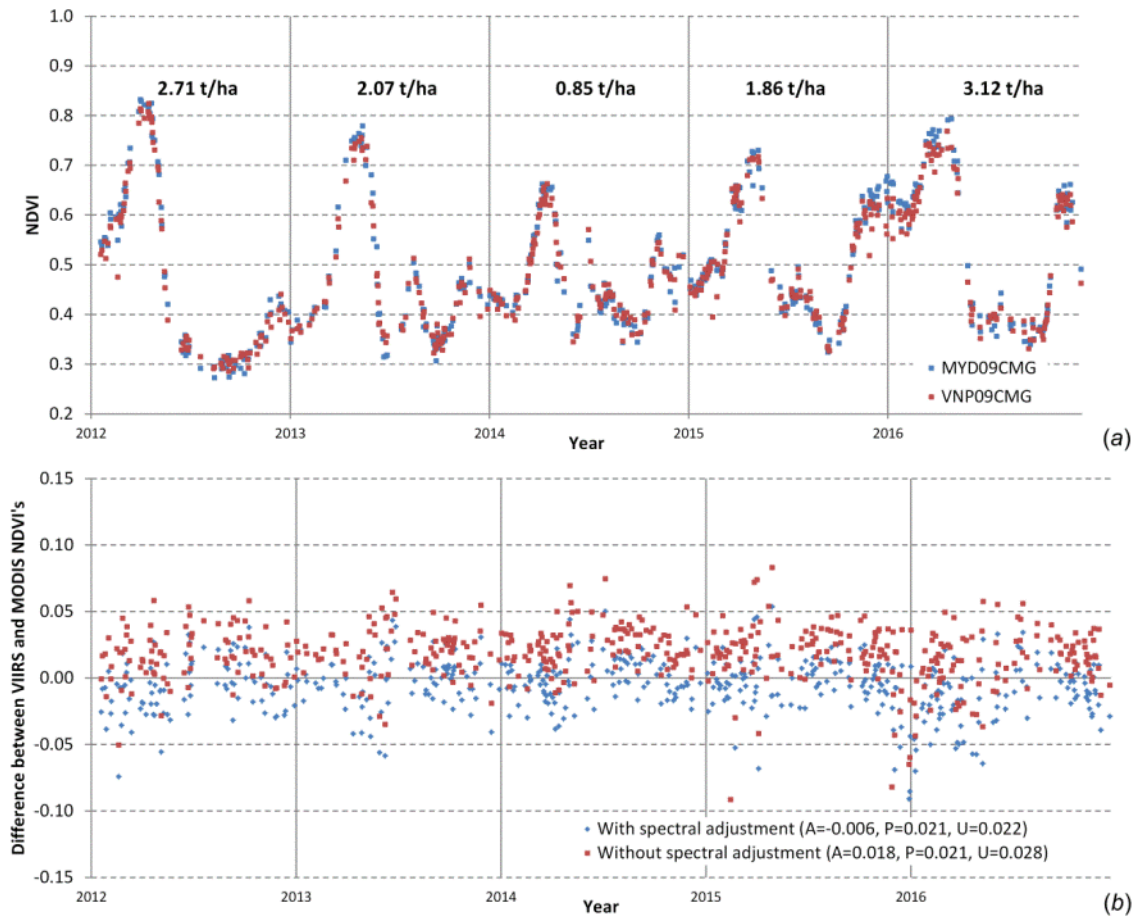 1.0
0.9
0.8
0.7
0.6
0.5
0.4
0.3
0.2
NDVI
2.71 t/ha 2.07 t/ha 0.85 t/ha 1.86 t/ha 3.12 t/ha
MYD09CMG
VNP09CMG
2012 2013 2014 2015 2016
Year
(a)
0.15
0.10
0.05
0.00
-0.05
-0.10
-0.15
Difference between VIIRS and MODIS NDVI's
With spectral adjustment (A=-0.006, P=0.021, U=0.022)
Without spectral adjustment (A=0.018, P=0.021, U=0.028)
2012 2013 2014 2015 2016
Year
(b)